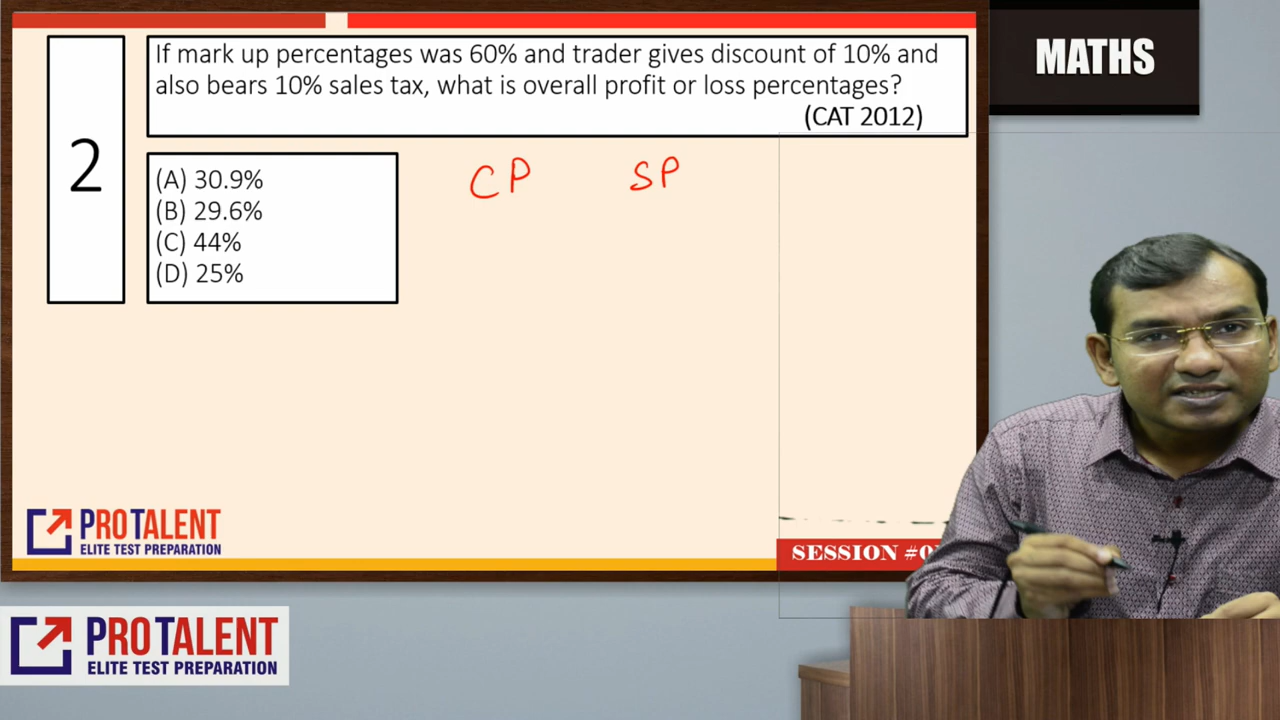 MATHS
2
If mark up percentages was 60% and trader gives discount of 10% and
also bears 10% sales tax, what is overall profit or loss percentages?
(CAT 2012)
(A) 30.9%
(B) 29.6%
(C) 44%
(D) 25%
CP SP
PROTALENT
ELITE TEST PREPARATION
SESSION
PROTALENT
ELITE TEST PREPARATION